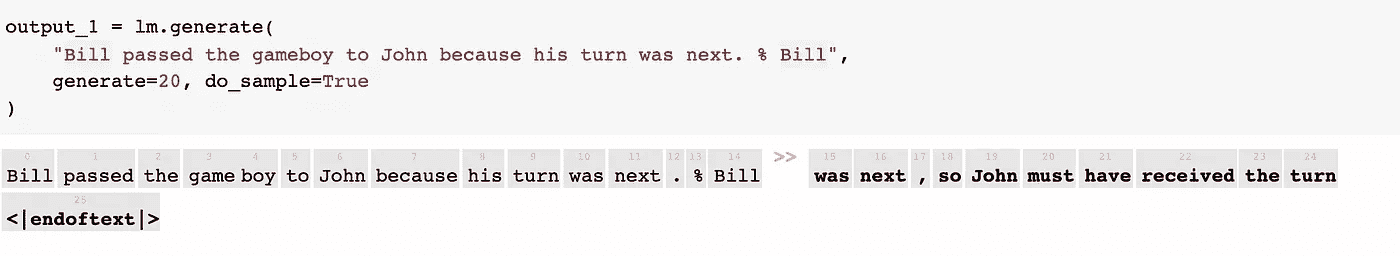 output_1 = lm.generate(
"Bill passed the gameboy to John because his turn was next. % Bill",
generate=20, do_sample=True
)
0 1 2 3 4 5 6 7 8 9 10 11 12 13 14 15 16 17 18 19 20 21 22 23 24
Bill passed the game boy to John because his turn was next . % Bill >> was next , so John must have received the turn
25
<|endoftext|>